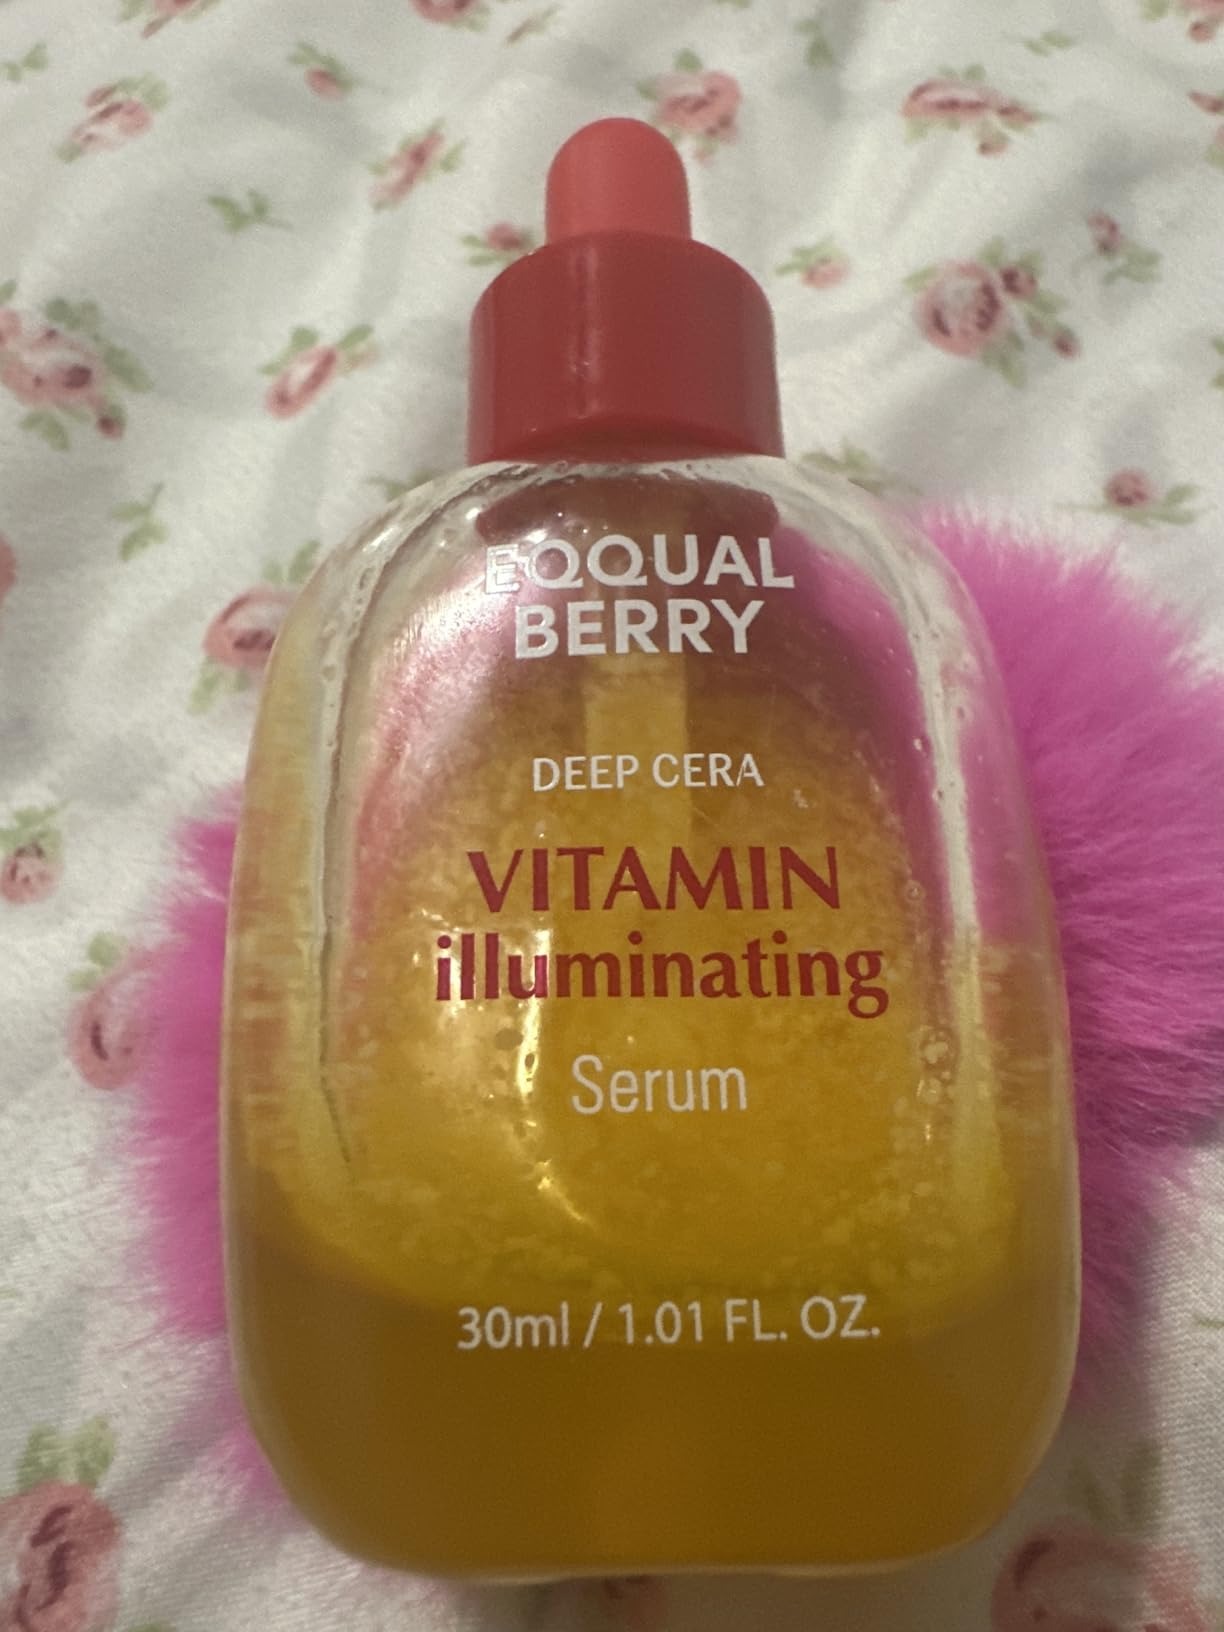 EQQUAL
BERRY
DEEP CERA
VITAMIN
illuminating
Serum
30ml / 1.01 FL. OZ.